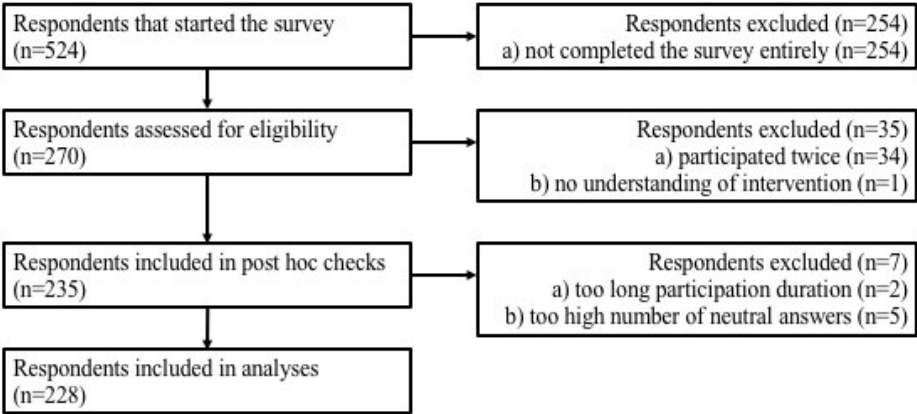 Respondents that started the survey
(n=524)
Respondents excluded (n=254)
a) not completed the survey entirely (n=254)
Respondents assessed for eligibility
(n=270)
Respondents excluded (n=35)
a) participated twice (n=34)
b) no understanding of intervention (n=1)
Respondents included in post hoc checks
(n=235)
Respondents excluded (n=7)
a) too long participation duration (n=2)
b) too high number of neutral answers (n=5)
Respondents included in analyses
(n=228)